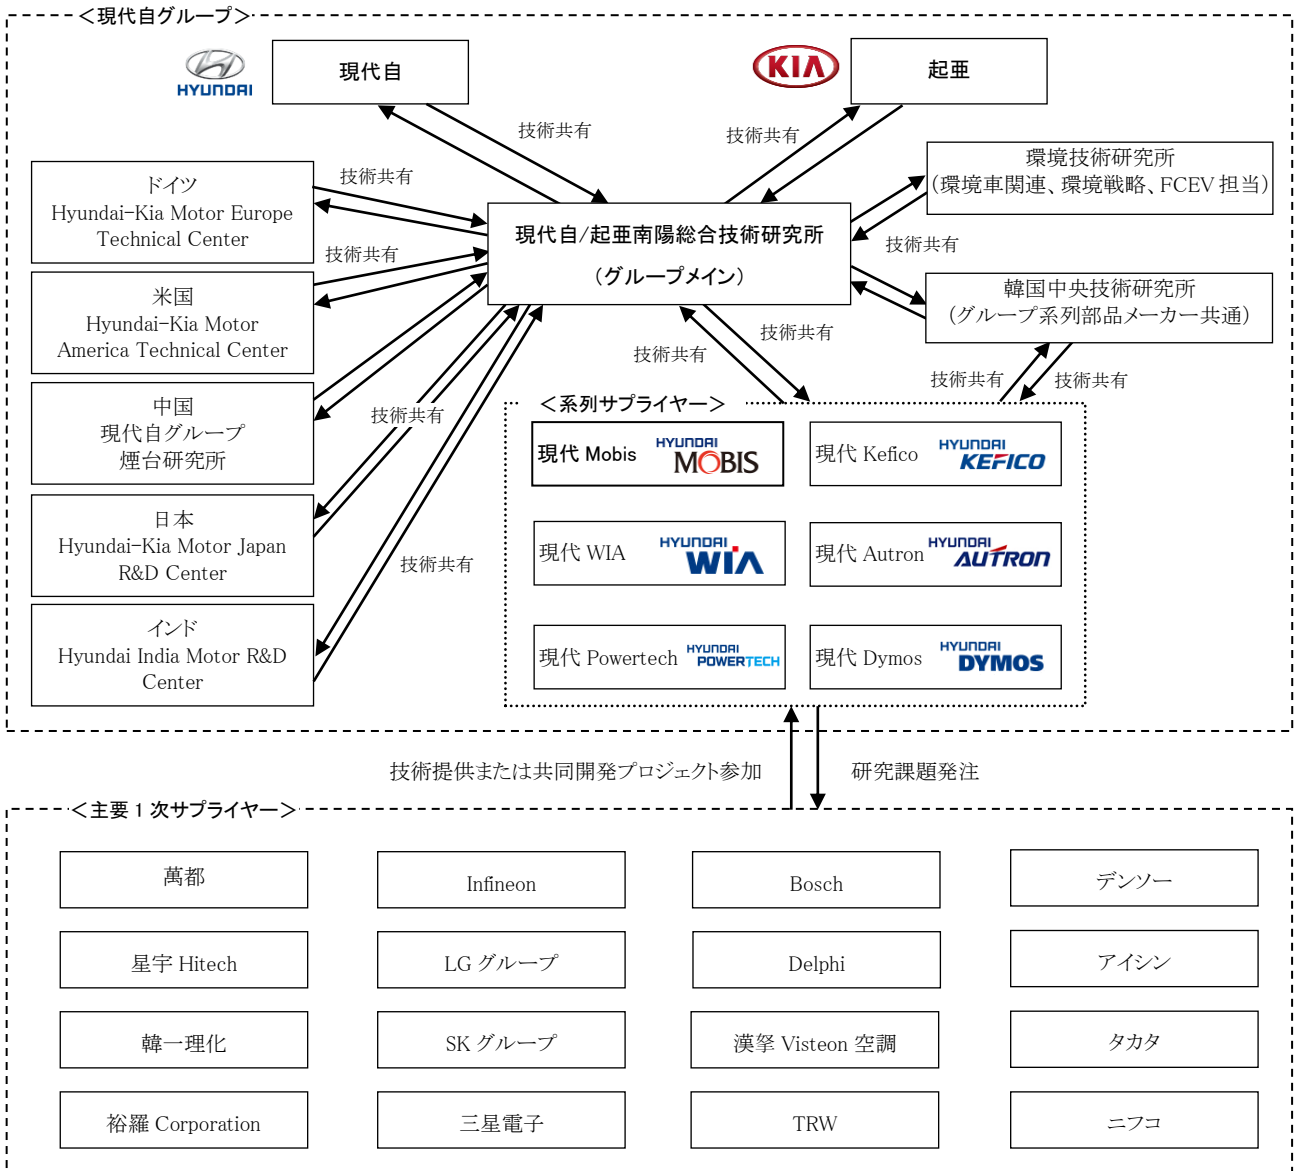 ＜現代自グループ＞
HYUNDAI
現代自
KIA
起亜
技術共有
技術共有
ドイツ
Hyundai-Kia Motor Europe
Technical Center
技術共有
環境技術研究所
（環境車関連、環境戦略、FCEV 担当）
現代自/起亜南陽総合技術研究所
（グループメイン）
技術共有
技術共有
米国
Hyundai-Kia Motor
America Technical Center
韓国中央技術研究所
（グループ系列部品メーカー共通）
技術共有
技術共有
技術共有
技術共有
中国
現代自グループ
煙台研究所
技術共有
＜系列サプライヤー＞
現代 Mobis
HYUNDAI
MOBIS
現代 Kefico
HYUNDAI
KEFICO
日本
Hyundai-Kia Motor Japan
R&D Center
技術共有
現代 WIA
HYUNDAI
WIA
現代 Autron
HYUNDAI
AUTRON
インド
Hyundai India Motor R&D
Center
現代 Powertech
HYUNDAI
POWERTECH
現代 Dymos
HYUNDAI
DYMOS
技術提供または共同開発プロジェクト参加
研究課題発注
＜主要 1 次サプライヤー＞
萬都
Infineon
Bosch
デンソー
星宇 Hitech
LG グループ
Delphi
アイシン
韓一理化
SK グループ
漢拏 Visteon 空調
タカタ
裕羅 Corporation
三星電子
TRW
ニフコ